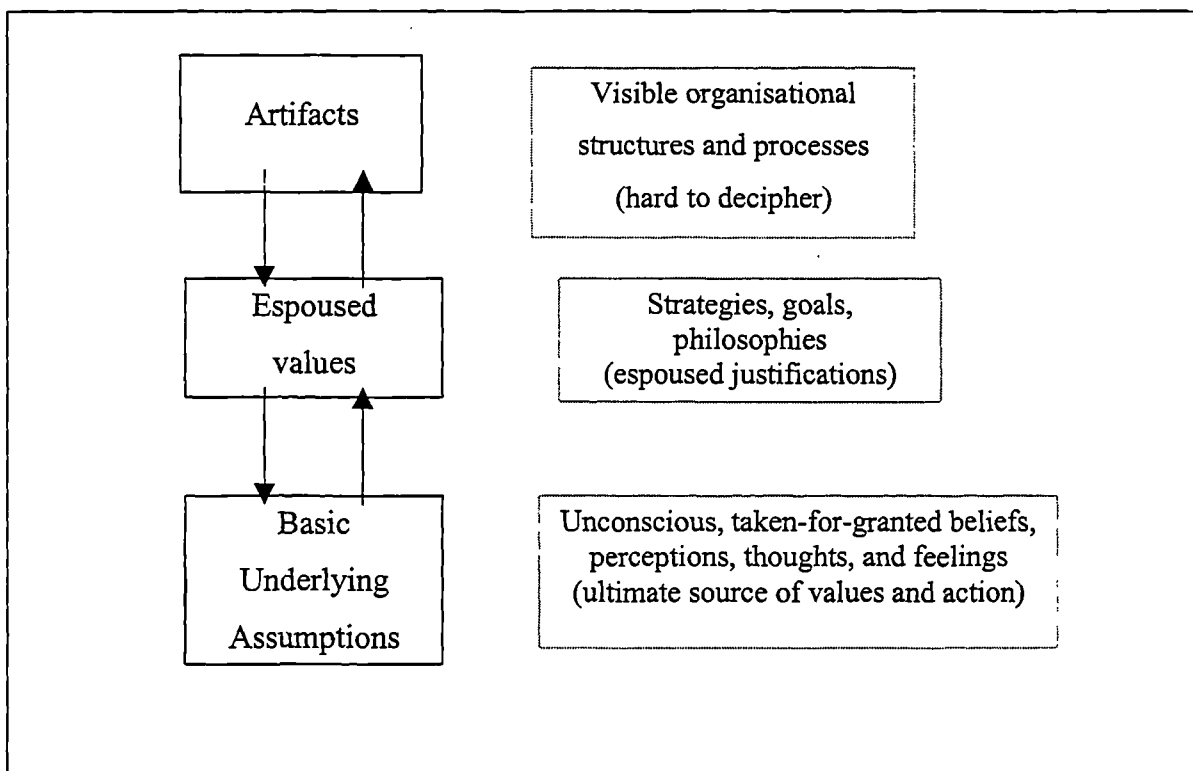 Artifacts
Visible organisational
structures and processes
(hard to decipher)
Espoused
values
Strategies, goals,
philosophies
(espoused justifications)
Basic
Underlying
Assumptions
Unconscious, taken-for-granted beliefs,
perceptions, thoughts, and feelings
(ultimate source of values and action)